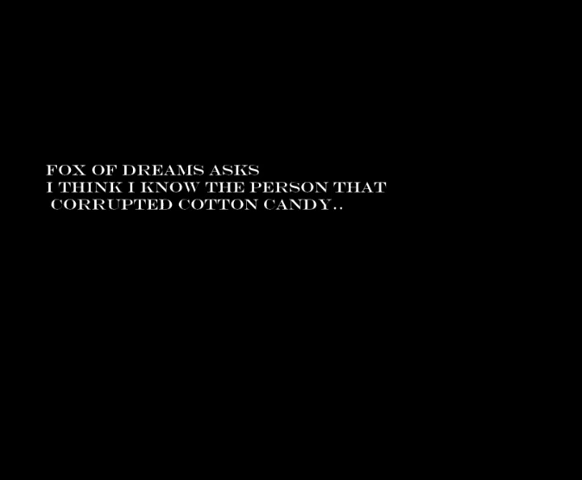 FOX OF DREAMS ASKS
I THINK I KNOW THE PERSON THAT
CORRUPTED COTTON CANDY..